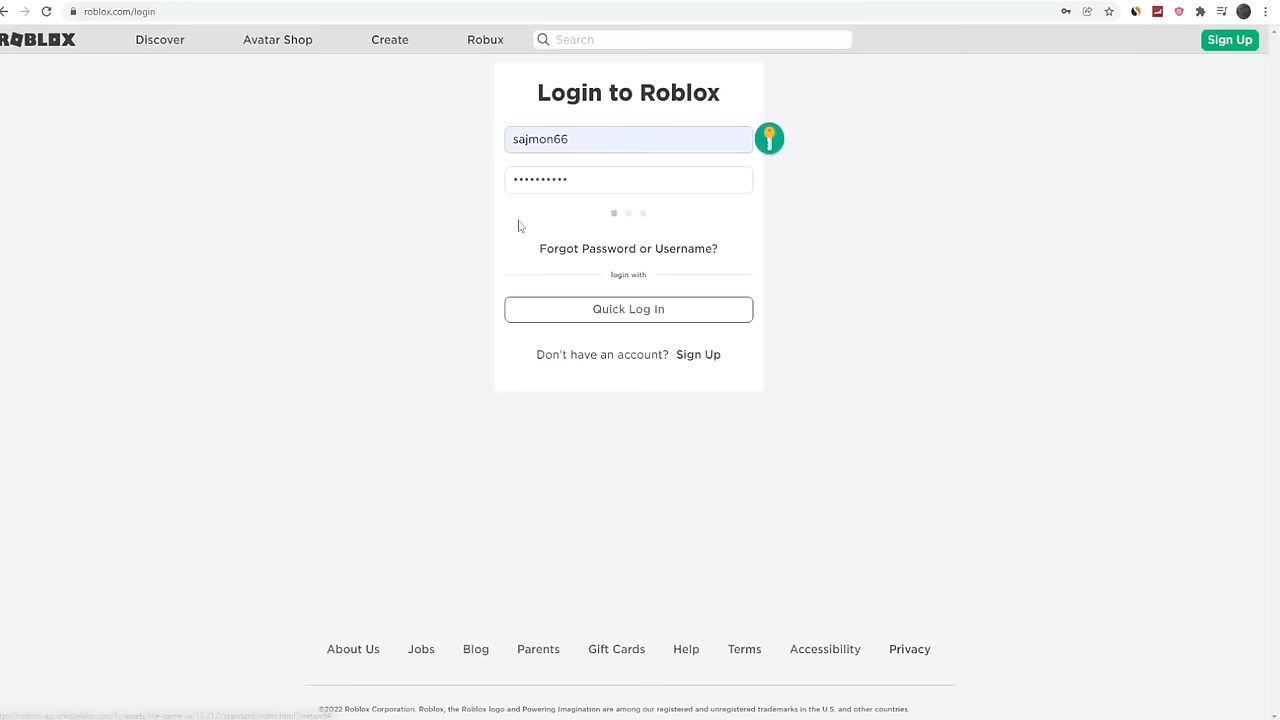 roblox.com/login
ROBLOX
Discover
Avatar Shop
Create
Robux
Search
Sign Up
Login to Roblox
sajmon66
••••••••••
Forgot Password or Username?
login with
Quick Log In
Don't have an account? Sign Up
About Us
Jobs
Blog
Parents
Gift Cards
Help
Terms
Accessibility
Privacy
©2022 Roblox Corporation. Roblox, the Roblox logo and Powering Imagination are among our registered and unregistered trademarks in the U.S. and other countries.